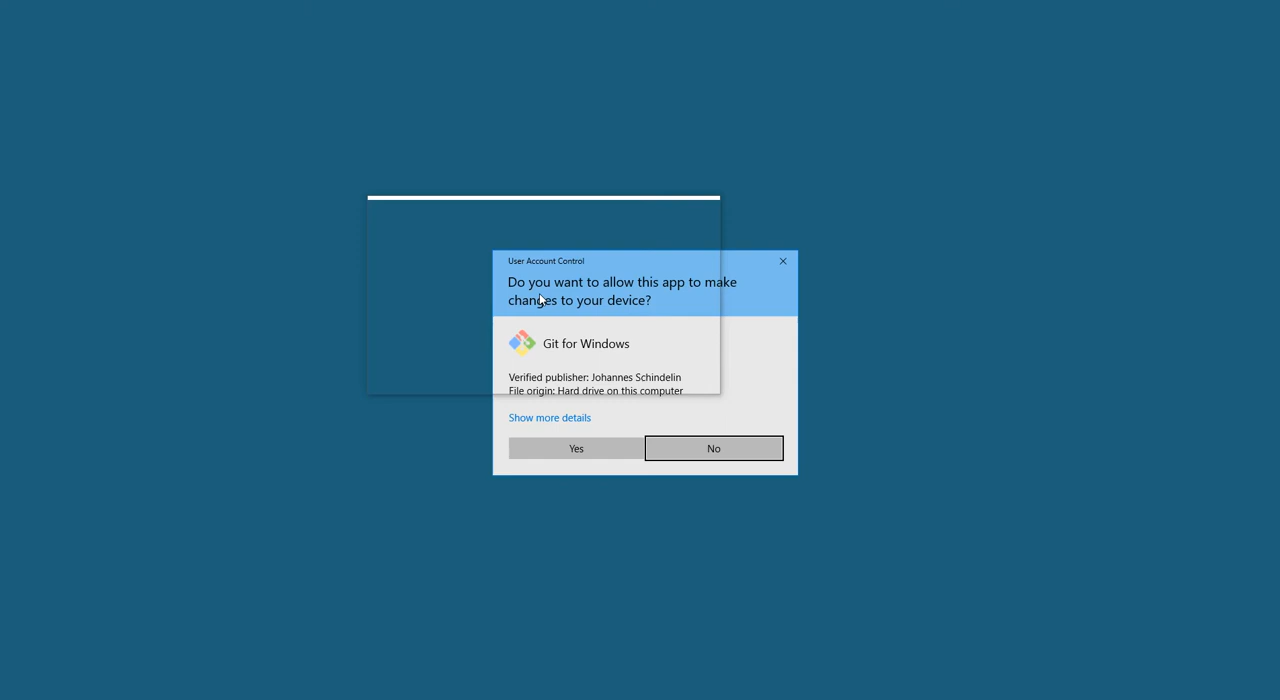 User Account Control
Do you want to allow this app to make
changes to your device?
Git for Windows
Verified publisher: Johannes Schindelin
File origin: Hard drive on this computer
Show more details
Yes
No